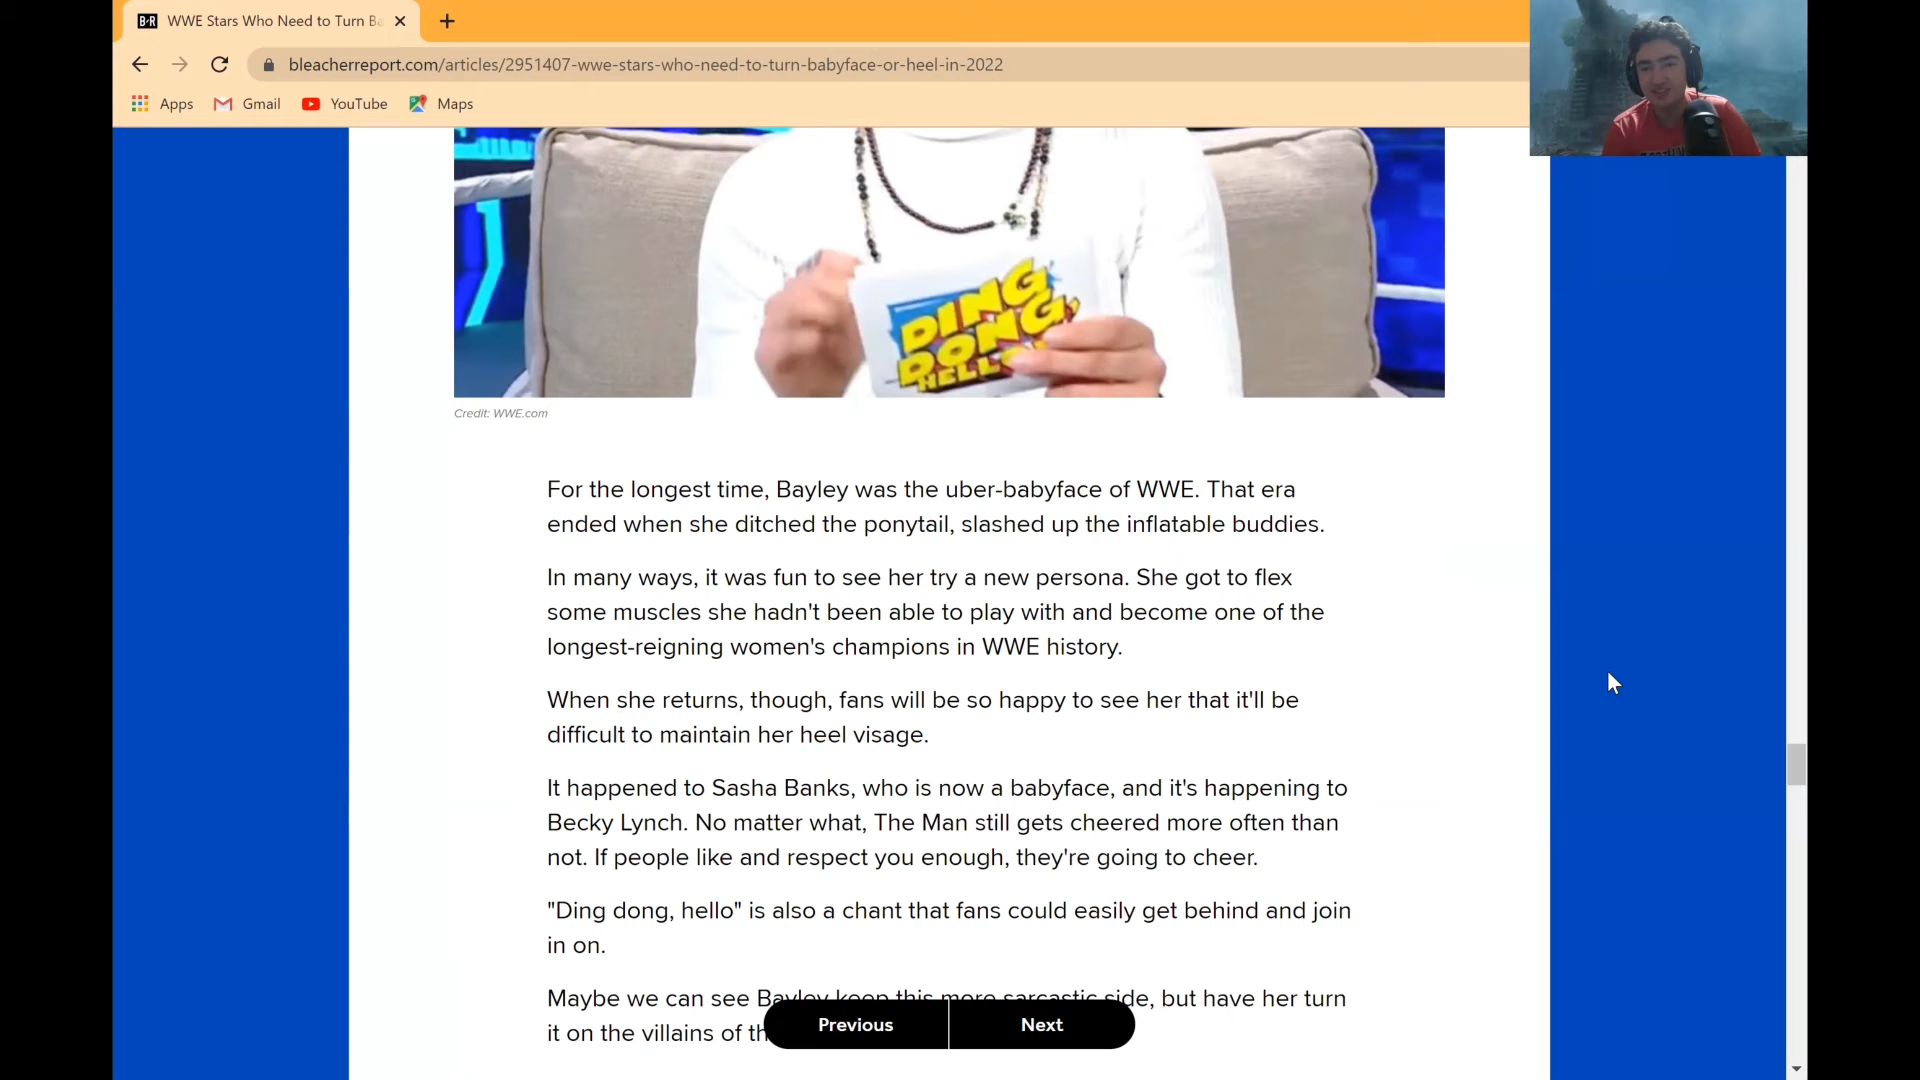 B/R WWE Stars Who Need to Turn Ba
bleacherreport.com/articles/2951407-wwe-stars-who-need-to-turn-babyface-or-heel-in-2022
Apps Gmail YouTube Maps
DING
DONG,
HELL
Credit: WWE.com
For the longest time, Bayley was the uber-babyface of WWE. That era
ended when she ditched the ponytail, slashed up the inflatable buddies.
In many ways, it was fun to see her try a new persona. She got to flex
some muscles she hadn't been able to play with and become one of the
longest-reigning women's champions in WWE history.
When she returns, though, fans will be so happy to see her that it'll be
difficult to maintain her heel visage.
It happened to Sasha Banks, who is now a babyface, and it's happening to
Becky Lynch. No matter what, The Man still gets cheered more often than
not. If people like and respect you enough, they're going to cheer.
"Ding dong, hello" is also a chant that fans could easily get behind and join
in on.
Maybe we can see Bayley keep this more sarcastic side, but have her turn
it on the villains of th
Previous Next